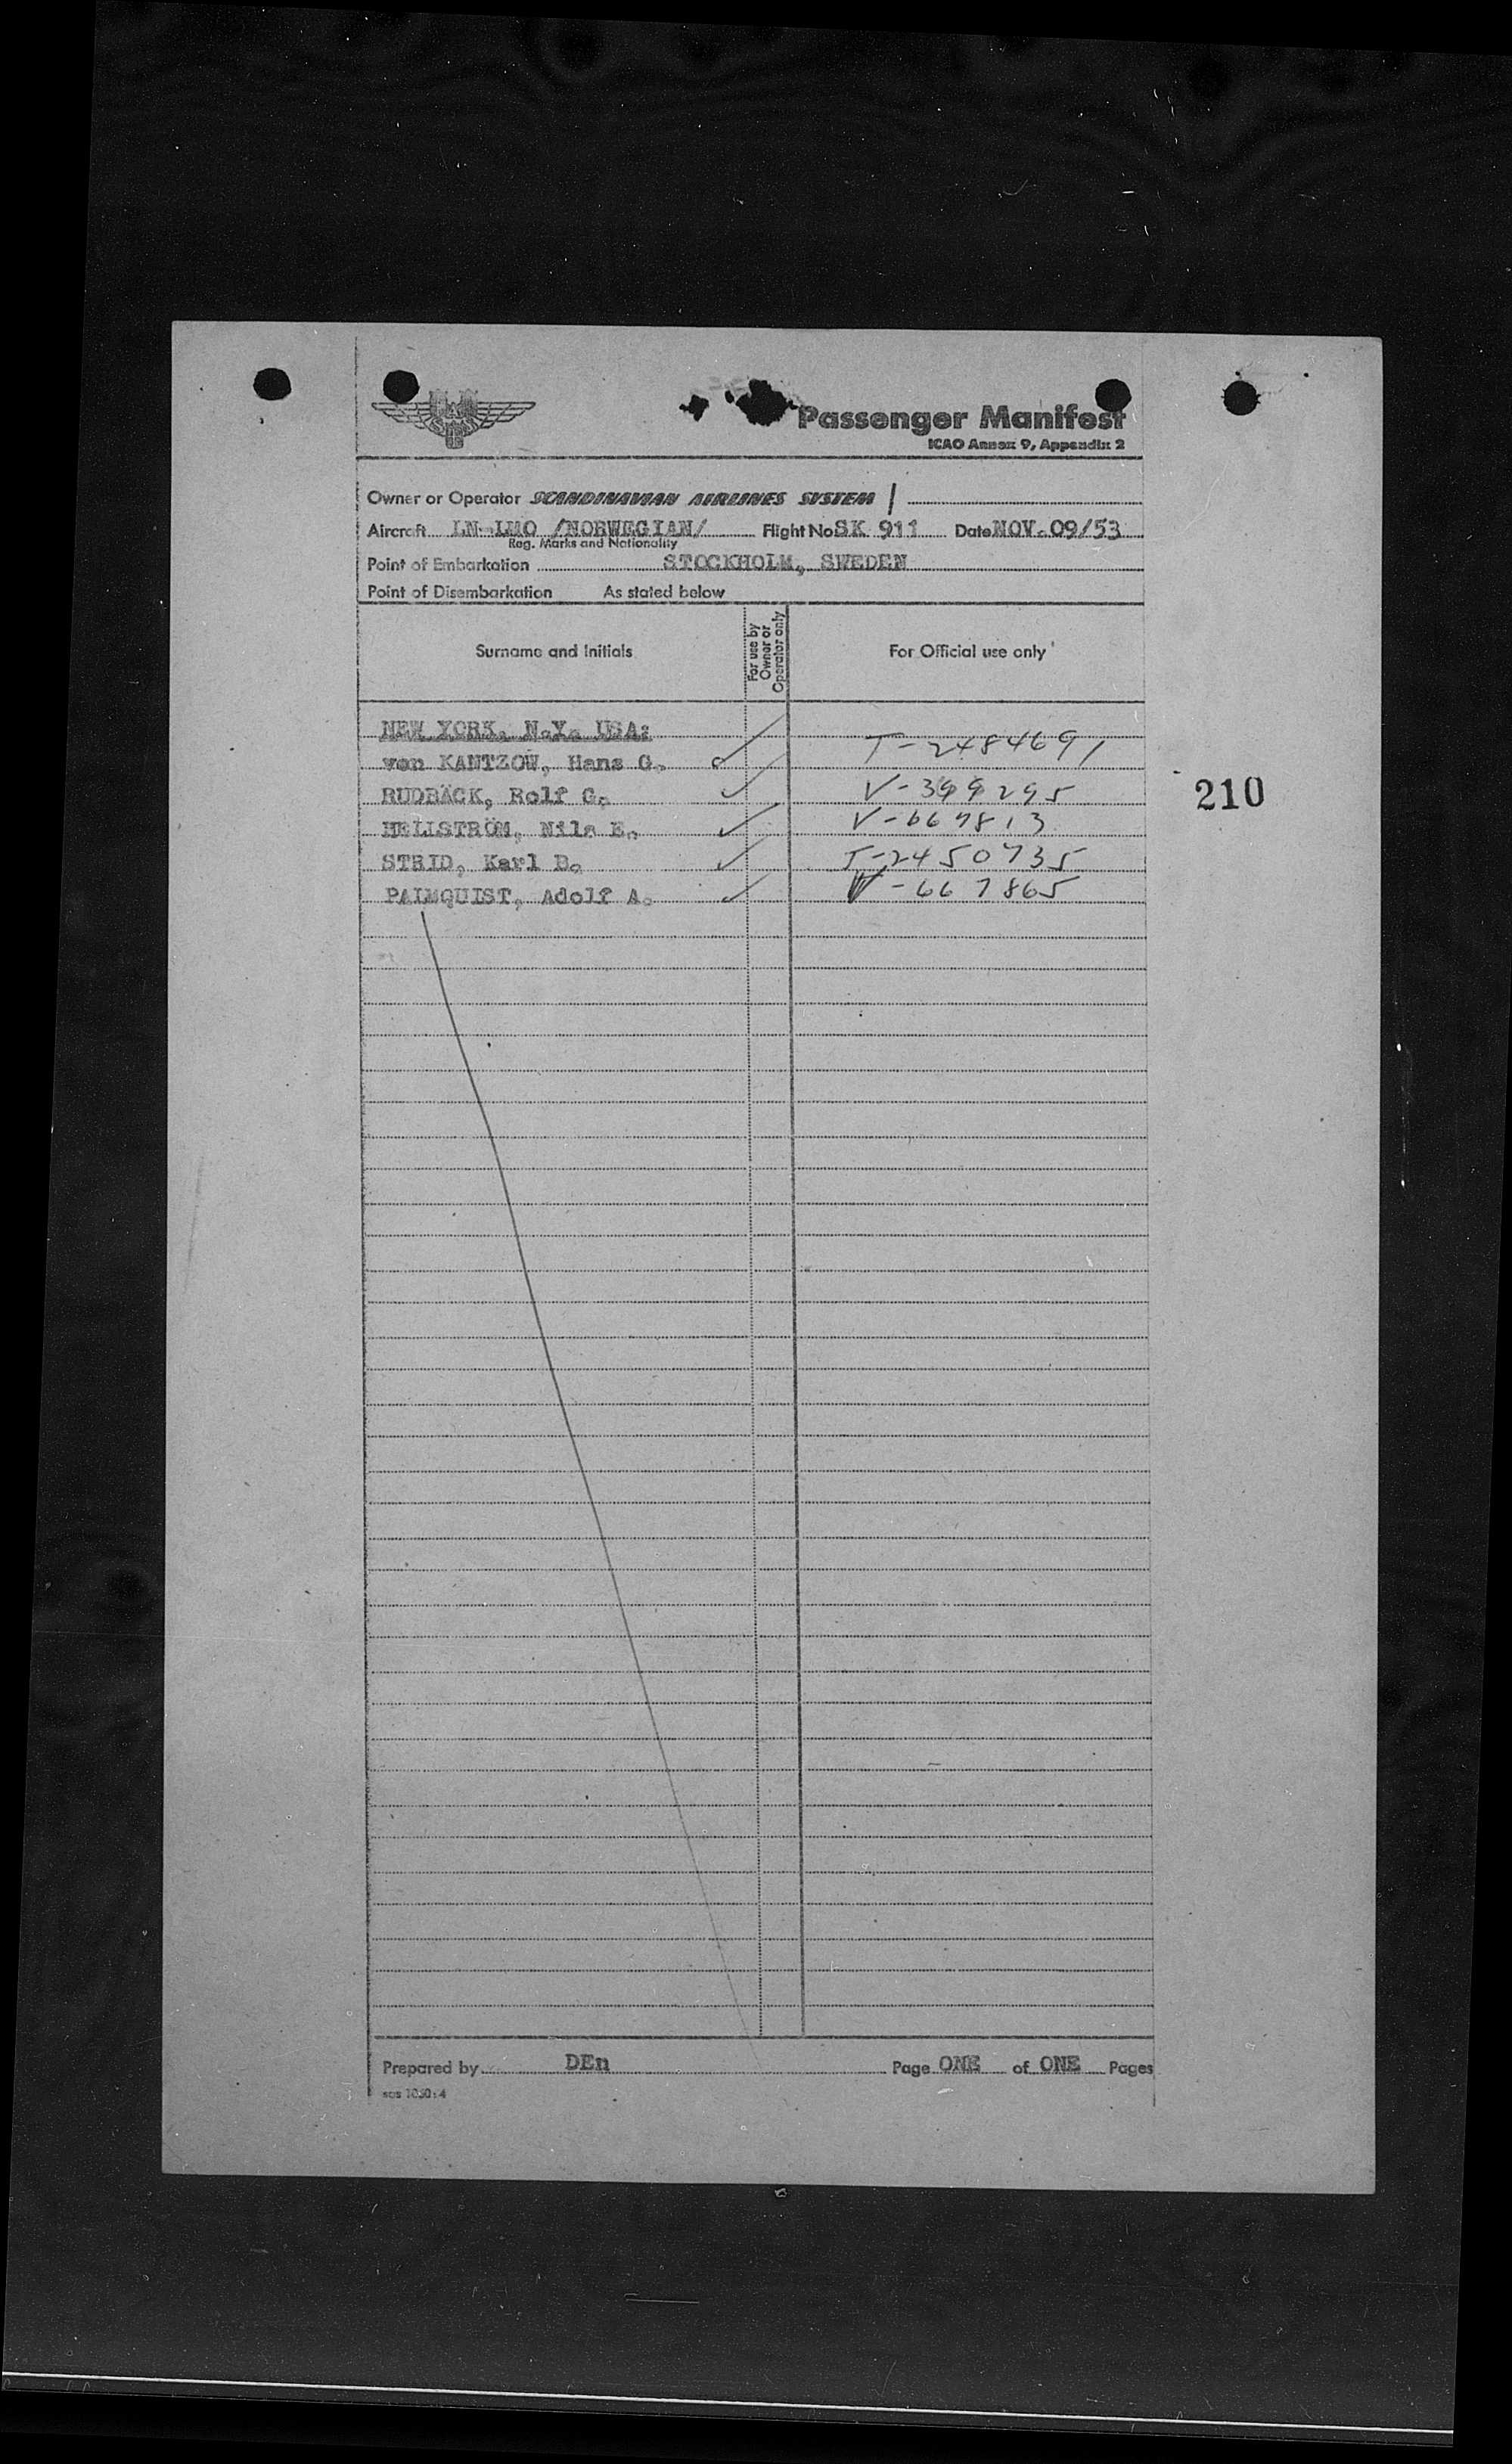 Passenger Manifest
ICAO Annex 9, Appendix 2
Owner or Operator SCANDINAVIAN AIRLINES SYSTEM
Aircraft LN-LMO /NORWEGIAN/ Flight No SK 911 Date NOV.09/53
Reg. Marks and Nationality
Point of Embarkation STOCKHOLM, SWEDEN
Point of Disembarkation As stated below
Surname and Initials For use by Owner or Operator only For Official use only
NEW YORK, N.Y. USA:
von KANTZOW, Hans G. T-2484691
RUDBÄCK, Rolf G. V-399295
HELLSTRÖM, Nils E. V-667813
STRID, Karl B. T-2450735
PALMQUIST, Adolf A. V-667865
210
Prepared by DEn Page ONE of ONE Pages
sas 1030:4